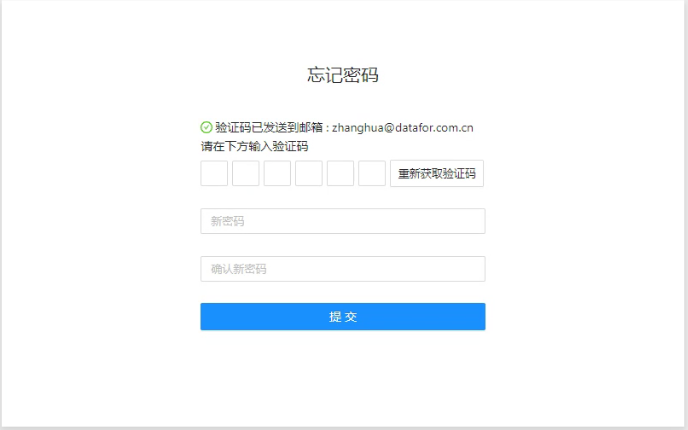 忘记密码
验证码已发送到邮箱 : zhanghua@datafor.com.cn
请在下方输入验证码
重新获取验证码
新密码
确认新密码
提 交